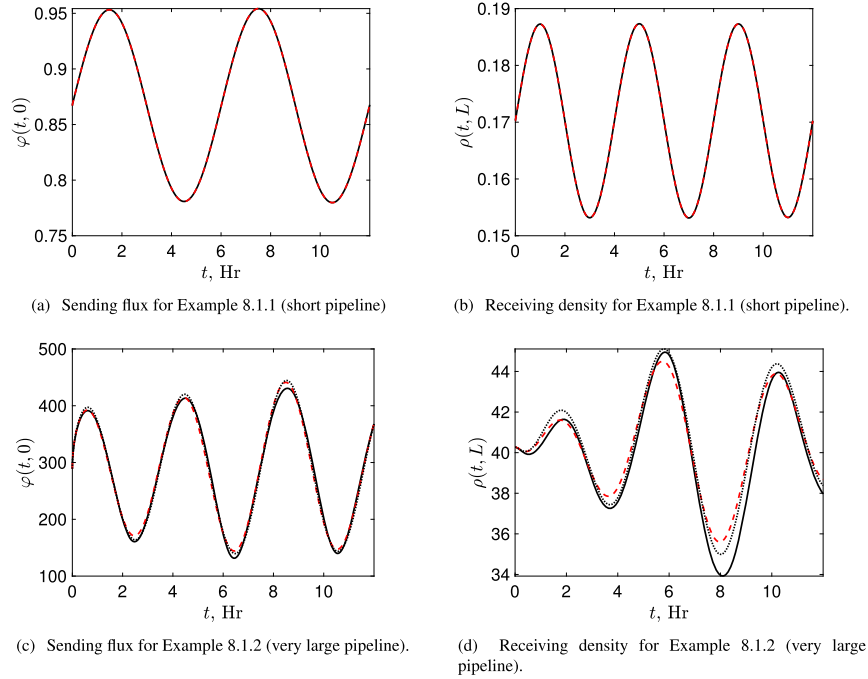 0.95
0.9
0.85
0.8
0.75
φ(t, 0)
0 2 4 6 8 10
t, Hr
(a) Sending flux for Example 8.1.1 (short pipeline)
0.19
0.18
0.17
0.16
0.15
ρ(t, L)
0 2 4 6 8 10
t, Hr
(b) Receiving density for Example 8.1.1 (short pipeline).
500
400
300
200
100
φ(t, 0)
0 2 4 6 8 10
t, Hr
(c) Sending flux for Example 8.1.2 (very large pipeline).
44
42
40
38
36
34
ρ(t, L)
0 2 4 6 8 10
t, Hr
(d) Receiving density for Example 8.1.2 (very large
pipeline).